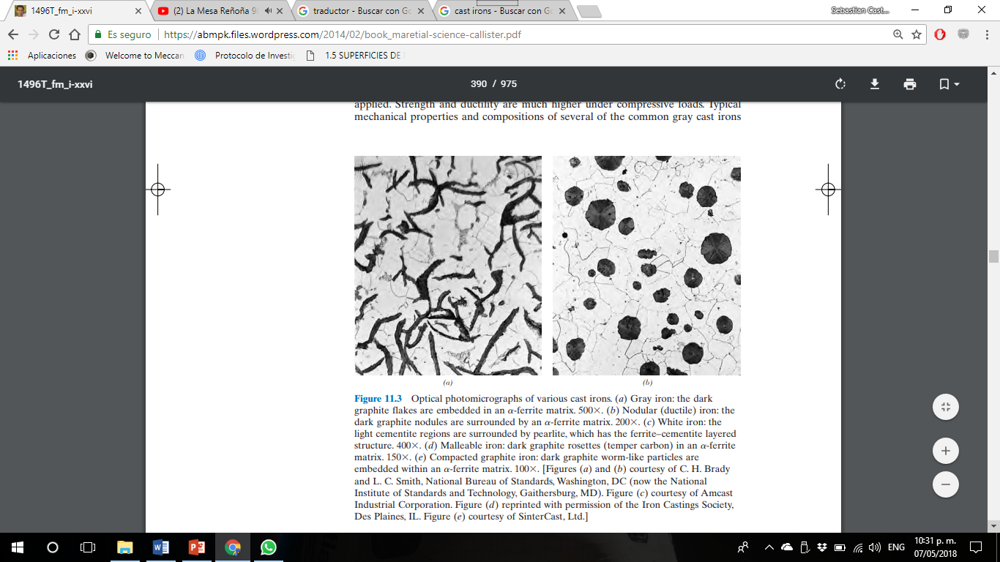 1496T_fm_i-xxvi
(2) La Mesa Reñoña 9
traductor - Buscar con G
cast irons - Buscar con G
Sebastian Cast...
Es seguro
https://abmpk.files.wordpress.com/2014/02/book_maretial-science-callister.pdf
Aplicaciones
Welcome to Meccan
Protocolo de Investi
1.5 SUPERFICIES DE
1496T_fm_i-xxvi
390 / 975
applied. Strength and ductility are much higher under compressive loads. Typical
mechanical properties and compositions of several of the common gray cast irons
(a)
(b)
Figure 11.3 Optical photomicrographs of various cast irons. (a) Gray iron: the dark
graphite flakes are embedded in an α-ferrite matrix. 500×. (b) Nodular (ductile) iron: the
dark graphite nodules are surrounded by an α-ferrite matrix. 200×. (c) White iron: the
light cementite regions are surrounded by pearlite, which has the ferrite–cementite layered
structure. 400×. (d) Malleable iron: dark graphite rosettes (temper carbon) in an α-ferrite
matrix. 150×. (e) Compacted graphite iron: dark graphite worm-like particles are
embedded within an α-ferrite matrix. 100×. [Figures (a) and (b) courtesy of C. H. Brady
and L. C. Smith, National Bureau of Standards, Washington, DC (now the National
Institute of Standards and Technology, Gaithersburg, MD). Figure (c) courtesy of Amcast
Industrial Corporation. Figure (d) reprinted with permission of the Iron Castings Society,
Des Plaines, IL. Figure (e) courtesy of SinterCast, Ltd.]
ENG
10:31 p. m.
07/05/2018